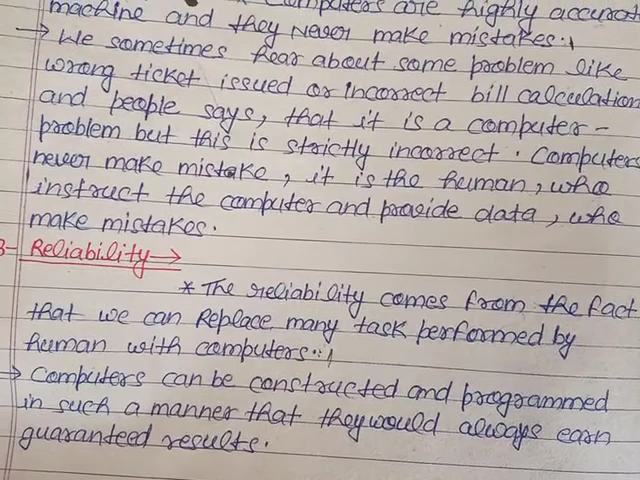 Computers are highly accurat
machine and they never make mistakes.
→ We sometimes hear about some problem like
wrong ticket issued or incorrect bill calculation
and people says, that it is a computer -
problem but this is strictly incorrect. Computers
never make mistake, it is the human, who
instruct the computer and provide data, who
make mistakes.
3- Reliability →
* The reliability comes from the fact
that we can Replace many task performed by
human with computers.
→ Computers can be constructed and programmed
in such a manner that they would always earn
guaranteed results.